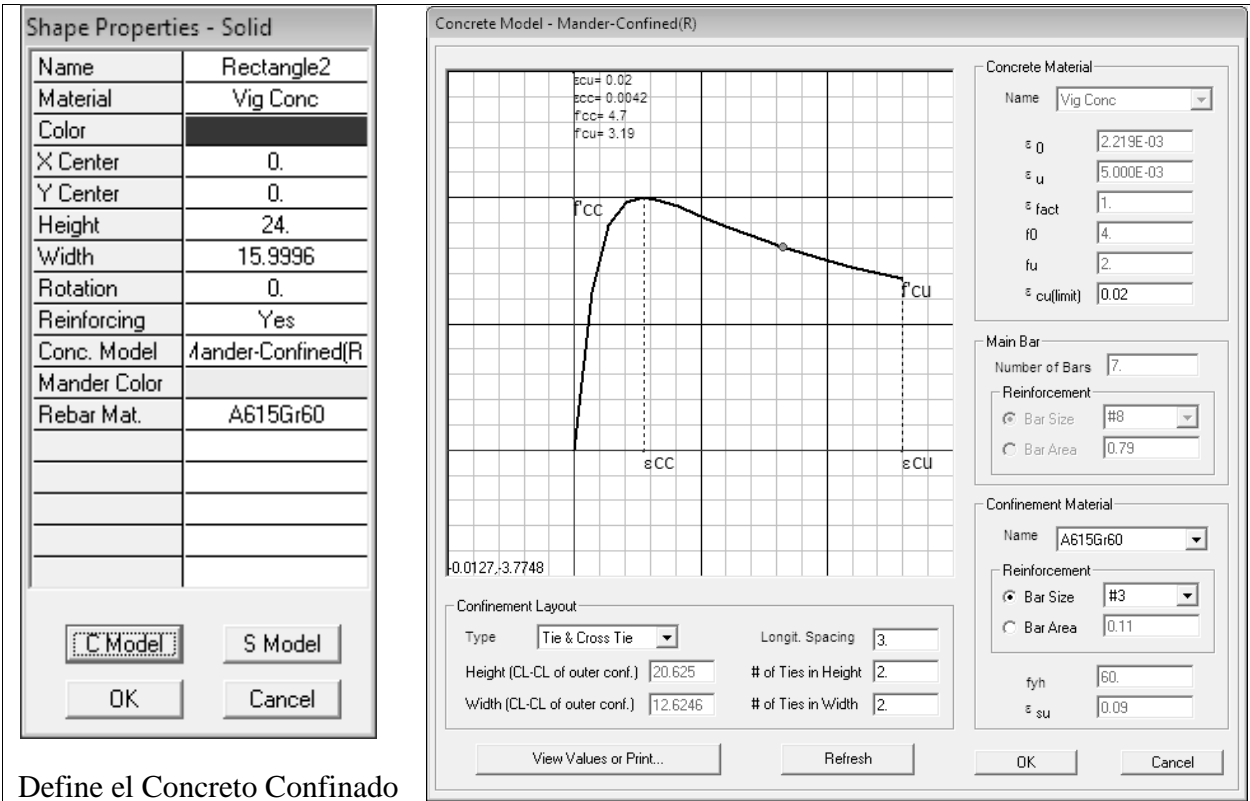 Shape Properties - Solid
Name Rectangle2
Material Vig Conc
Color
X Center 0.
Y Center 0.
Height 24.
Width 15.9996
Rotation 0.
Reinforcing Yes
Conc. Model Mander-Confined(R
Mander Color
Rebar Mat. A615Gr60
C Model S Model
OK Cancel
Define el Concreto Confinado
Concrete Model - Mander-Confined(R)
εcu= 0.02
εcc= 0.0042
f'cc= 4.7
f'cu= 3.19
f'cc
f'cu
εcc
εcu
-0.0127,-3.7748
Confinement Layout
Type Tie & Cross Tie Longit. Spacing 3.
Height (CL-CL of outer conf.) 20.625 # of Ties in Height 2.
Width (CL-CL of outer conf.) 12.6246 # of Ties in Width 2.
View Values or Print... Refresh
Concrete Material
Name Vig Conc
ε 0 2.219E-03
ε u 5.000E-03
ε fact 1.
f0 4.
fu 2.
ε cu(limit) 0.02
Main Bar
Number of Bars 7.
Reinforcement
Bar Size #8
Bar Area 0.79
Confinement Material
Name A615Gr60
Reinforcement
Bar Size #3
Bar Area 0.11
fyh 60.
ε su 0.09
OK Cancel